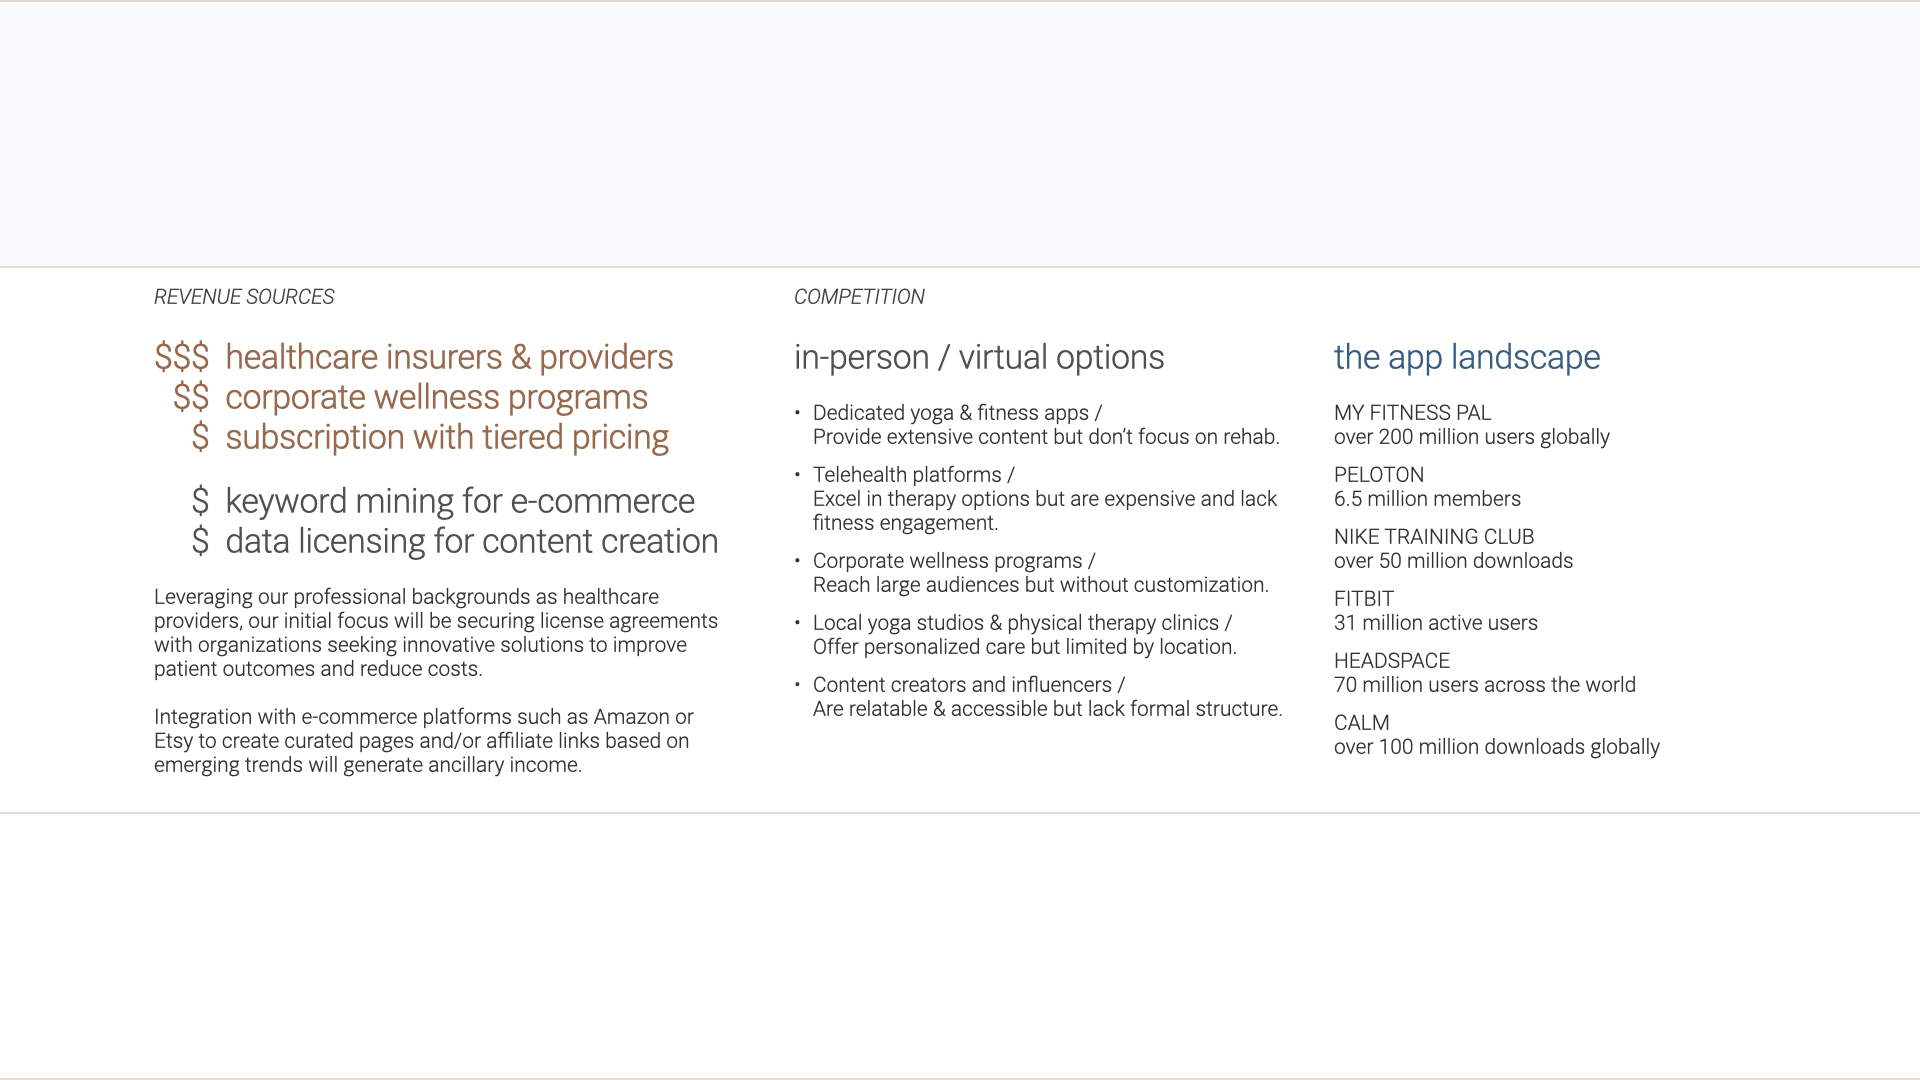 REVENUE SOURCES
$$$ healthcare insurers & providers
$$ corporate wellness programs
$ subscription with tiered pricing
$ keyword mining for e-commerce
$ data licensing for content creation
Leveraging our professional backgrounds as healthcare
providers, our initial focus will be securing license agreements
with organizations seeking innovative solutions to improve
patient outcomes and reduce costs.
Integration with e-commerce platforms such as Amazon or
Etsy to create curated pages and/or affiliate links based on
emerging trends will generate ancillary income.
COMPETITION
in-person / virtual options
• Dedicated yoga & fitness apps /
Provide extensive content but don’t focus on rehab.
• Telehealth platforms /
Excel in therapy options but are expensive and lack
fitness engagement.
• Corporate wellness programs /
Reach large audiences but without customization.
• Local yoga studios & physical therapy clinics /
Offer personalized care but limited by location.
• Content creators and influencers /
Are relatable & accessible but lack formal structure.
the app landscape
MY FITNESS PAL
over 200 million users globally
PELOTON
6.5 million members
NIKE TRAINING CLUB
over 50 million downloads
FITBIT
31 million active users
HEADSPACE
70 million users across the world
CALM
over 100 million downloads globally